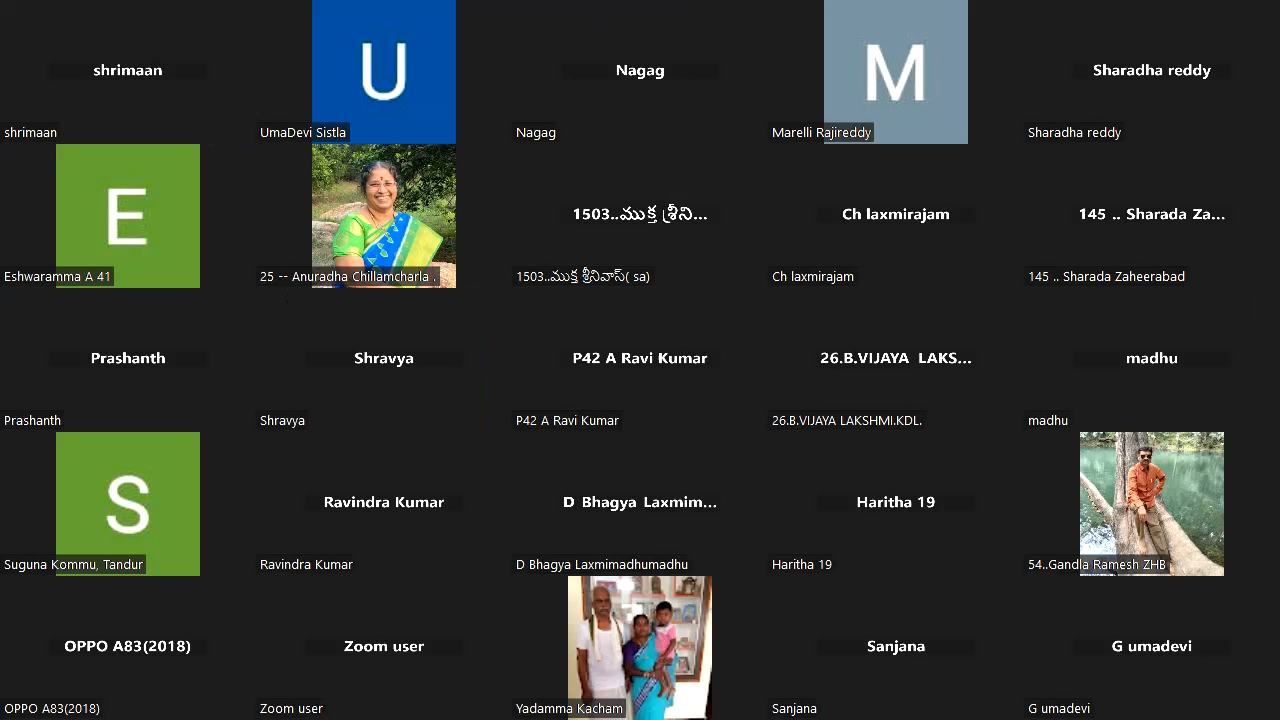 shrimaan
shrimaan
U
UmaDevi Sistla
Nagag
Nagag
M
Marelli Rajireddy
Sharadha reddy
Sharadha reddy
E
Eshwaramma A 41
25 -- Anuradha Chillamcharla .
1503..ముక్త శ్రీని...
1503..ముక్త శ్రీనివాస్( sa)
Ch laxmirajam
Ch laxmirajam
145 .. Sharada Za...
145 .. Sharada Zaheerabad
Prashanth
Prashanth
Shravya
Shravya
P42 A Ravi Kumar
P42 A Ravi Kumar
26.B.VIJAYA LAKS...
26.B.VIJAYA LAKSHMI.KDL.
madhu
madhu
S
Suguna Kommu, Tandur
Ravindra Kumar
Ravindra Kumar
D Bhagya Laxmim...
D Bhagya Laxmimadhumadhu
Haritha 19
Haritha 19
54..Gandla Ramesh ZHB
OPPO A83(2018)
OPPO A83(2018)
Zoom user
Zoom user
Yadamma Kacham
Sanjana
Sanjana
G umadevi
G umadevi